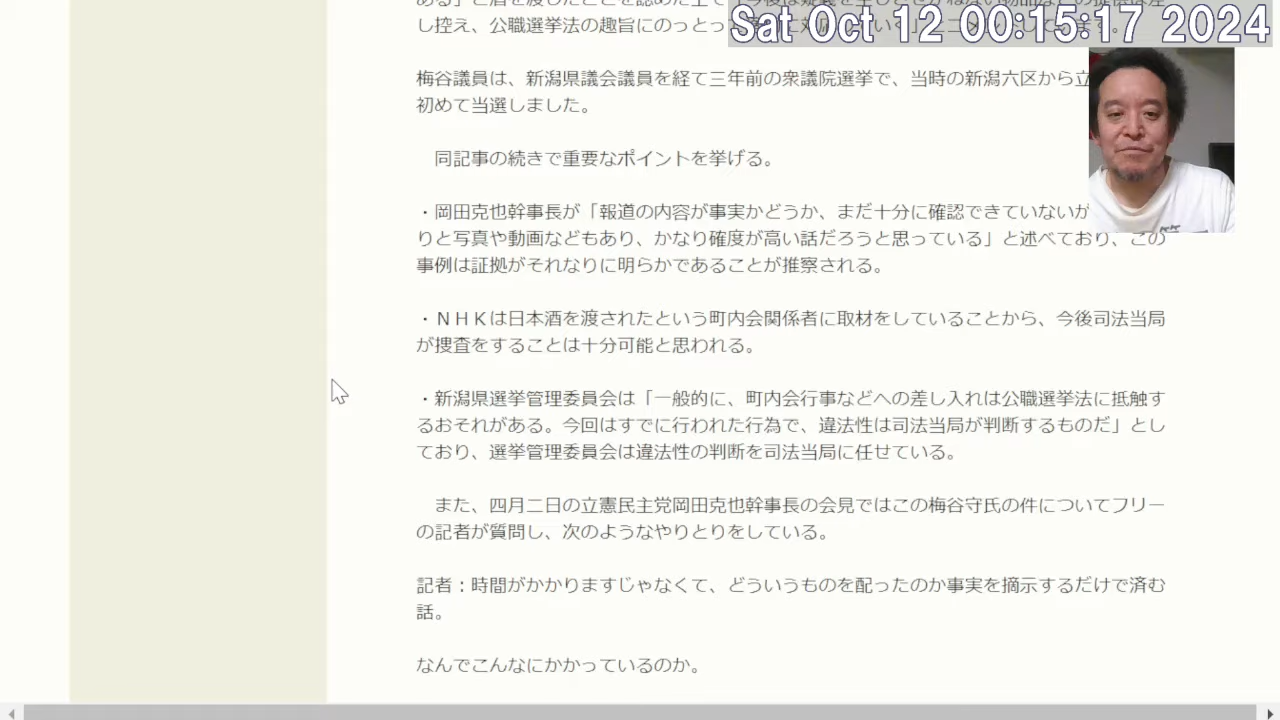 Sat Oct 12 00:15:17 2024
し控え、公職選挙法の趣旨にのっとっ
梅谷議員は、新潟県議会議員を経て三年前の衆議院選挙で、当時の新潟六区から立
初めて当選しました。
同記事の続きで重要なポイントを挙げる。
・岡田克也幹事長が「報道の内容が事実かどうか、まだ十分に確認できていないが
りと写真や動画などもあり、かなり確度が高い話だろうと思っている」と述べており、この
事例は証拠がそれなりに明らかであることが推察される。
・ＮＨＫは日本酒を渡されたという町内会関係者に取材をしていることから、今後司法当局
が捜査をすることは十分可能と思われる。
・新潟県選挙管理委員会は「一般的に、町内会行事などへの差し入れは公職選挙法に抵触す
るおそれがある。今回はすでに行われた行為で、違法性は司法当局が判断するものだ」とし
ており、選挙管理委員会は違法性の判断を司法当局に任せている。
また、四月二日の立憲民主党岡田克也幹事長の会見ではこの梅谷守氏の件についてフリー
の記者が質問し、次のようなやりとりをしている。
記者：時間がかかりますじゃなくて、どういうものを配ったのか事実を摘示するだけで済む
話。
なんでこんなにかかっているのか。